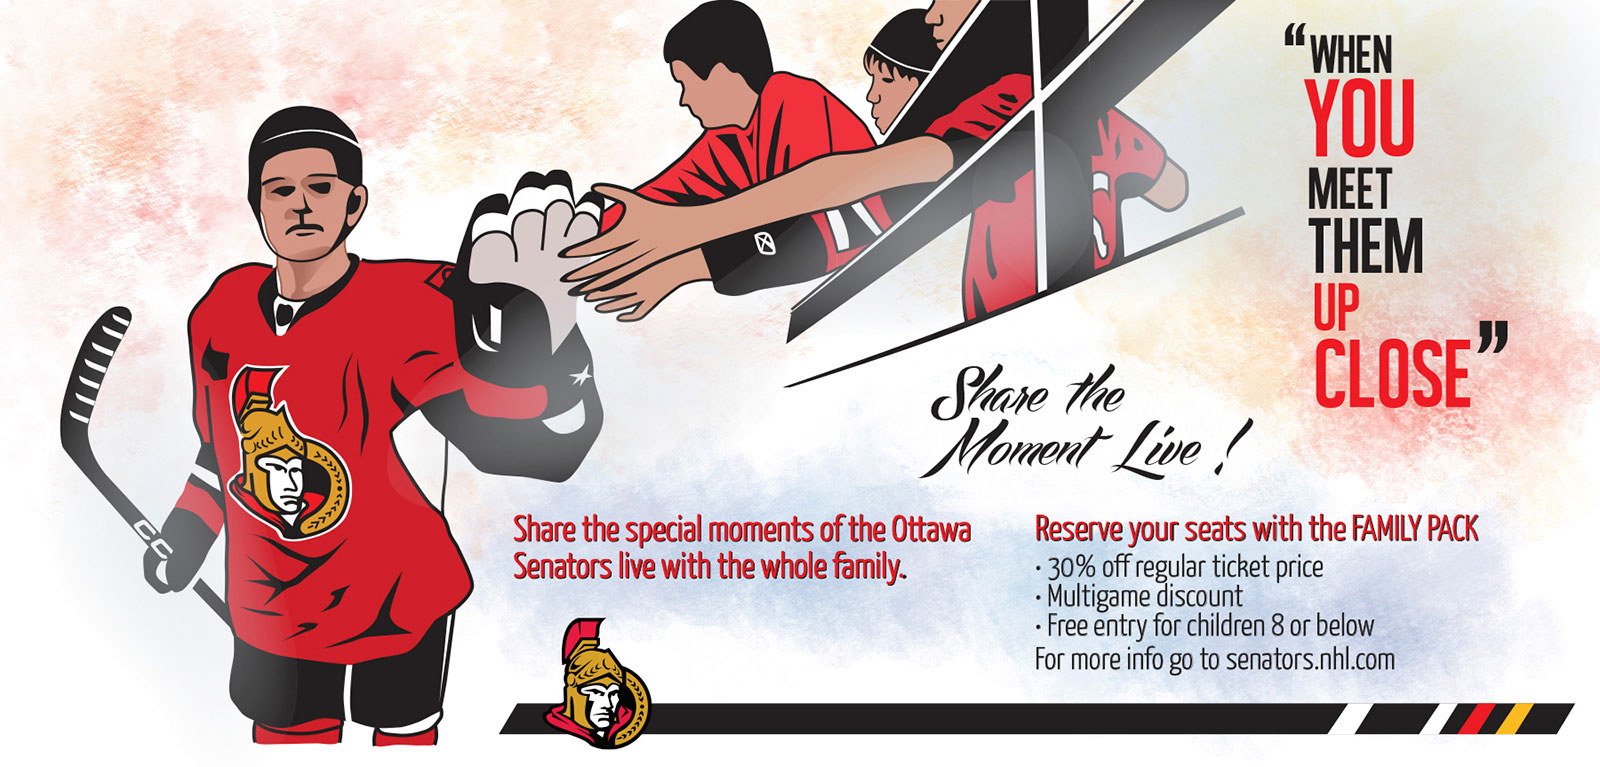 “WHEN
YOU
MEET
THEM
UP
CLOSE”
Share the
Moment Live !
Share the special moments of the Ottawa
Senators live with the whole family.
Reserve your seats with the FAMILY PACK
· 30% off regular ticket price
· Multigame discount
· Free entry for children 8 or below
For more info go to senators.nhl.com
CC